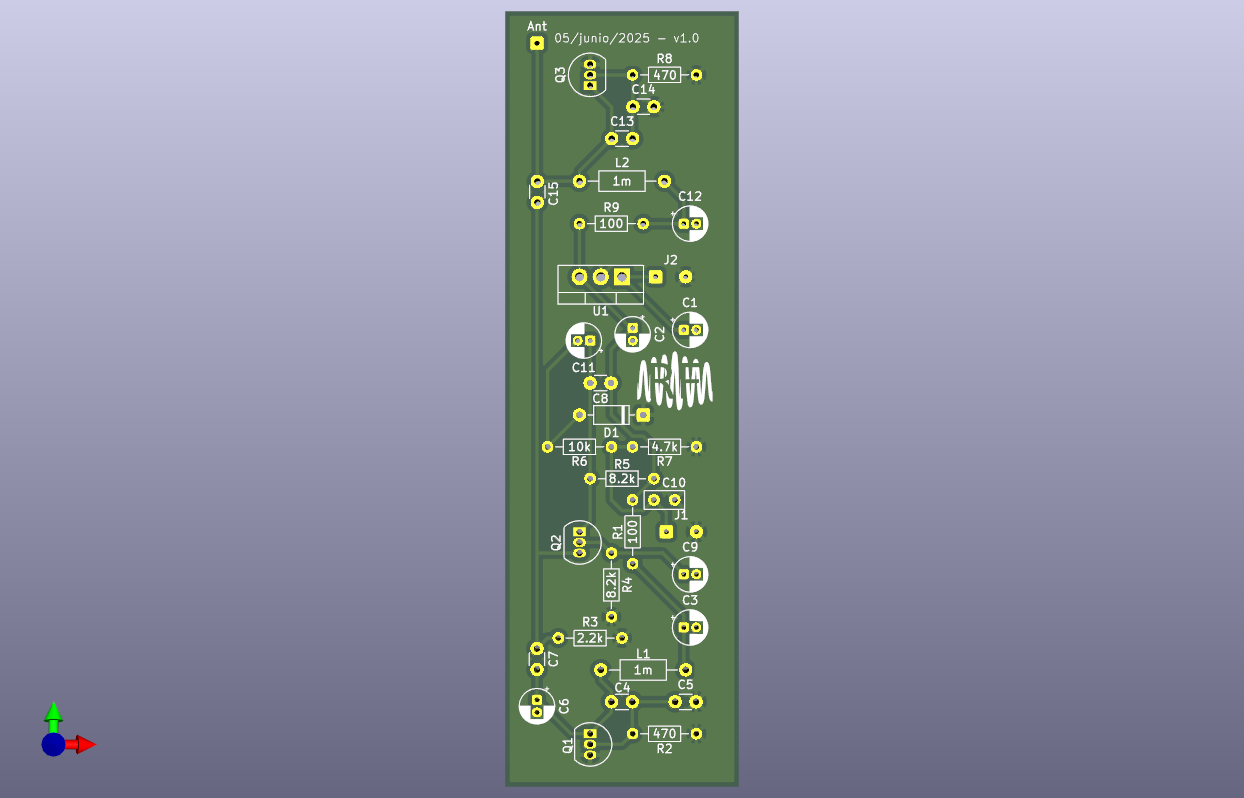 Ant
05/junio/2025 – v1.0
R8
Q3
470
C14
C13
L2
1m
C15
C12
R9
100
J2
U1
C1
C2
C11
C8
D1
10k
4.7k
R6
R7
R5
8.2k
C10
J1
R1
100
Q2
C9
R4
8.2k
C3
R3
2.2k
C7
L1
1m
C4
C5
C6
Q1
470
R2